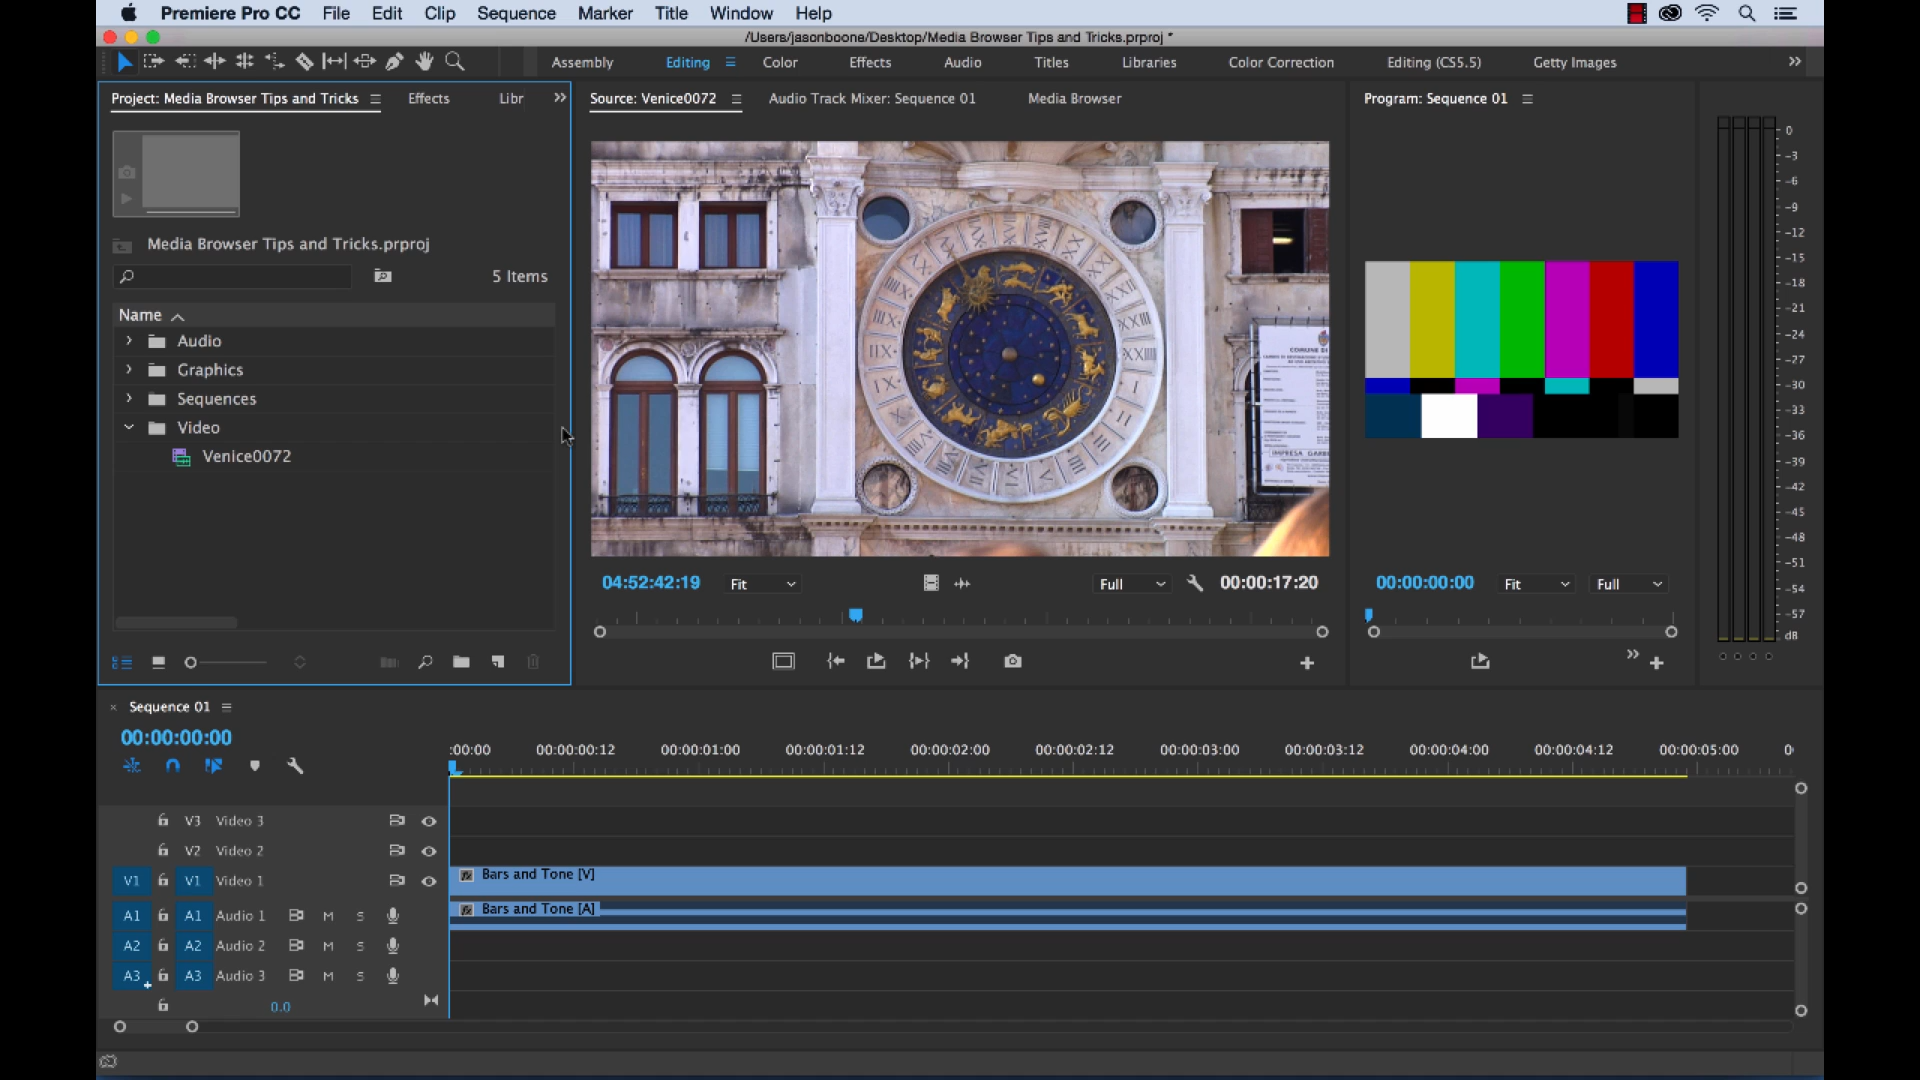 Premiere Pro CC File Edit Clip Sequence Marker Title Window Help
/Users/jasonboone/Desktop/Media Browser Tips and Tricks.prproj *
Assembly Editing Color Effects Audio Titles Libraries Color Correction Editing (CS5.5) Getty Images
Project: Media Browser Tips and Tricks Effects Libr
Source: Venice0072 Audio Track Mixer: Sequence 01 Media Browser
Program: Sequence 01
Media Browser Tips and Tricks.prproj
5 Items
Name
Audio
Graphics
Sequences
Video
Venice0072
04:52:42:19 Fit Full 00:00:17:20
00:00:00:00 Fit Full
0
-3
-6
-9
-12
-15
-18
-21
-24
-27
-30
-33
-36
-39
-42
-45
-48
-51
-54
-57
dB
Sequence 01
00:00:00:00
:00:00 00:00:00:12 00:00:01:00 00:00:01:12 00:00:02:00 00:00:02:12 00:00:03:00 00:00:03:12 00:00:04:00 00:00:04:12 00:00:05:00 0
V3 Video 3
V2 Video 2
V1 V1 Video 1 Bars and Tone [V]
A1 A1 Audio 1 M S Bars and Tone [A]
A2 A2 Audio 2 M S
A3 A3 Audio 3 M S
0.0